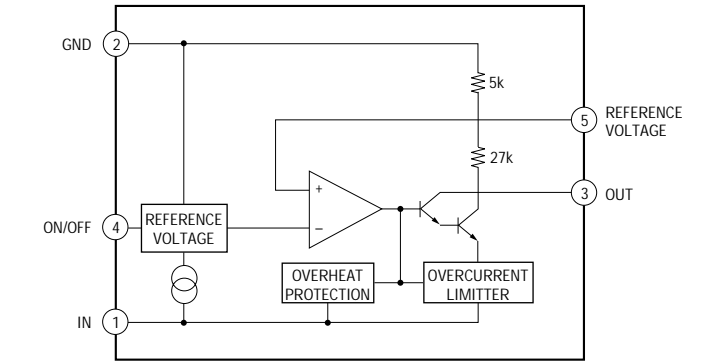 GND 2
5k
5 REFERENCE
VOLTAGE
27k
+
3 OUT
ON/OFF 4
REFERENCE
VOLTAGE
–
OVERHEAT
PROTECTION
OVERCURRENT
LIMITTER
IN 1